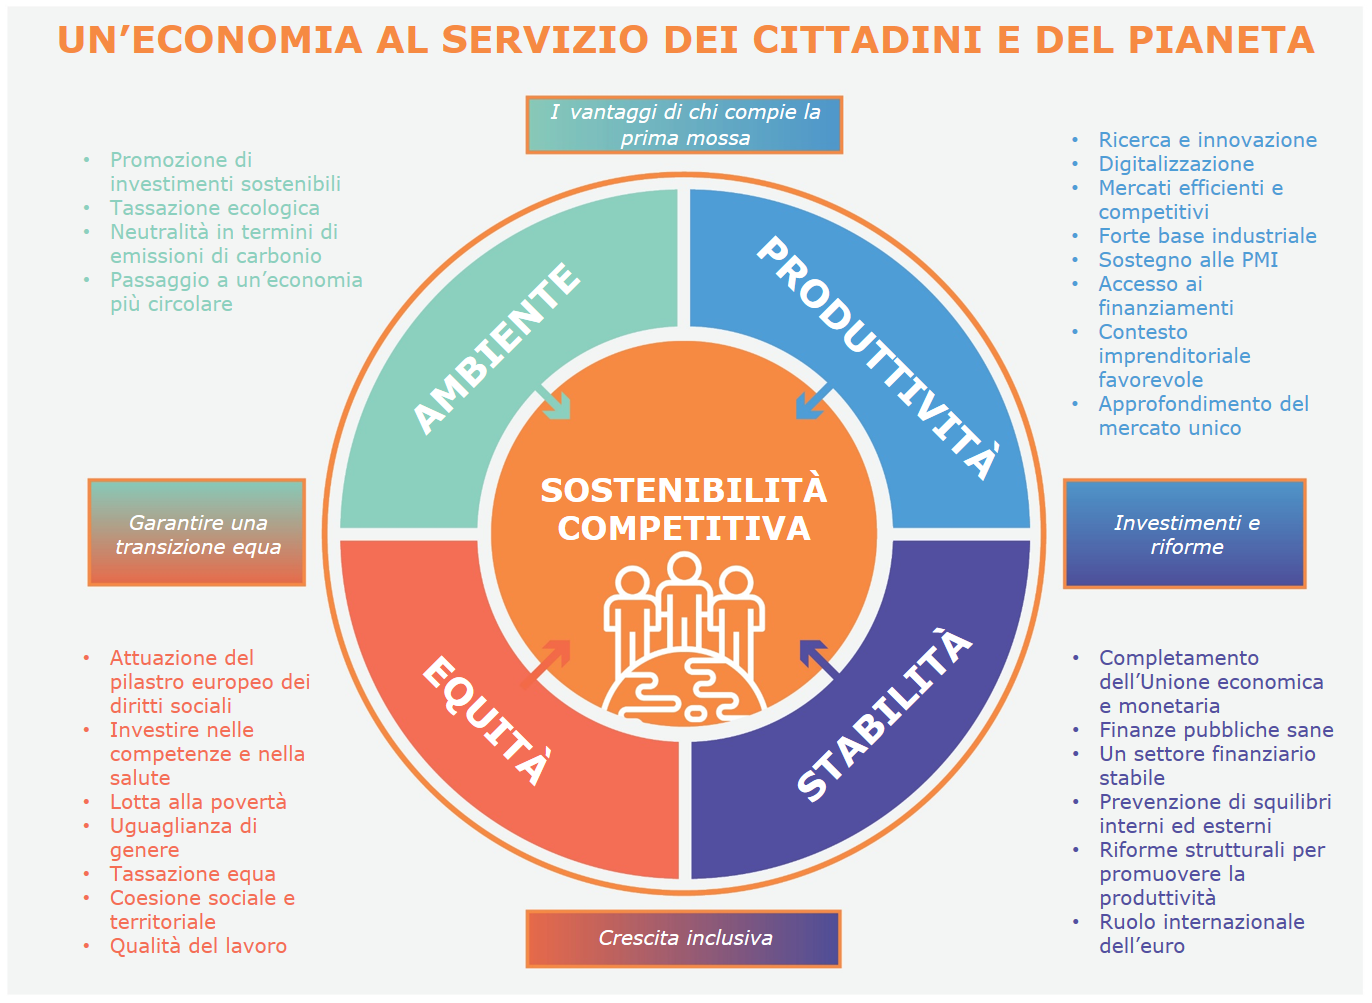 UN’ECONOMIA AL SERVIZIO DEI CITTADINI E DEL PIANETA
I vantaggi di chi compie la
prima mossa
• Promozione di
investimenti sostenibili
• Tassazione ecologica
• Neutralità in termini di
emissioni di carbonio
• Passaggio a un’economia
più circolare
• Ricerca e innovazione
• Digitalizzazione
• Mercati efficienti e
competitivi
• Forte base industriale
• Sostegno alle PMI
• Accesso ai
finanziamenti
• Contesto
imprenditoriale
favorevole
• Approfondimento del
mercato unico
AMBIENTE
PRODUTTIVITÀ
SOSTENIBILITÀ
COMPETITIVA
Garantire una
transizione equa
Investimenti e
riforme
EQUITÀ
STABILITÀ
• Attuazione del
pilastro europeo dei
diritti sociali
• Investire nelle
competenze e nella
salute
• Lotta alla povertà
• Uguaglianza di
genere
• Tassazione equa
• Coesione sociale e
territoriale
• Qualità del lavoro
• Completamento
dell’Unione economica
e monetaria
• Finanze pubbliche sane
• Un settore finanziario
stabile
• Prevenzione di squilibri
interni ed esterni
• Riforme strutturali per
promuovere la
produttività
• Ruolo internazionale
dell’euro
Crescita inclusiva